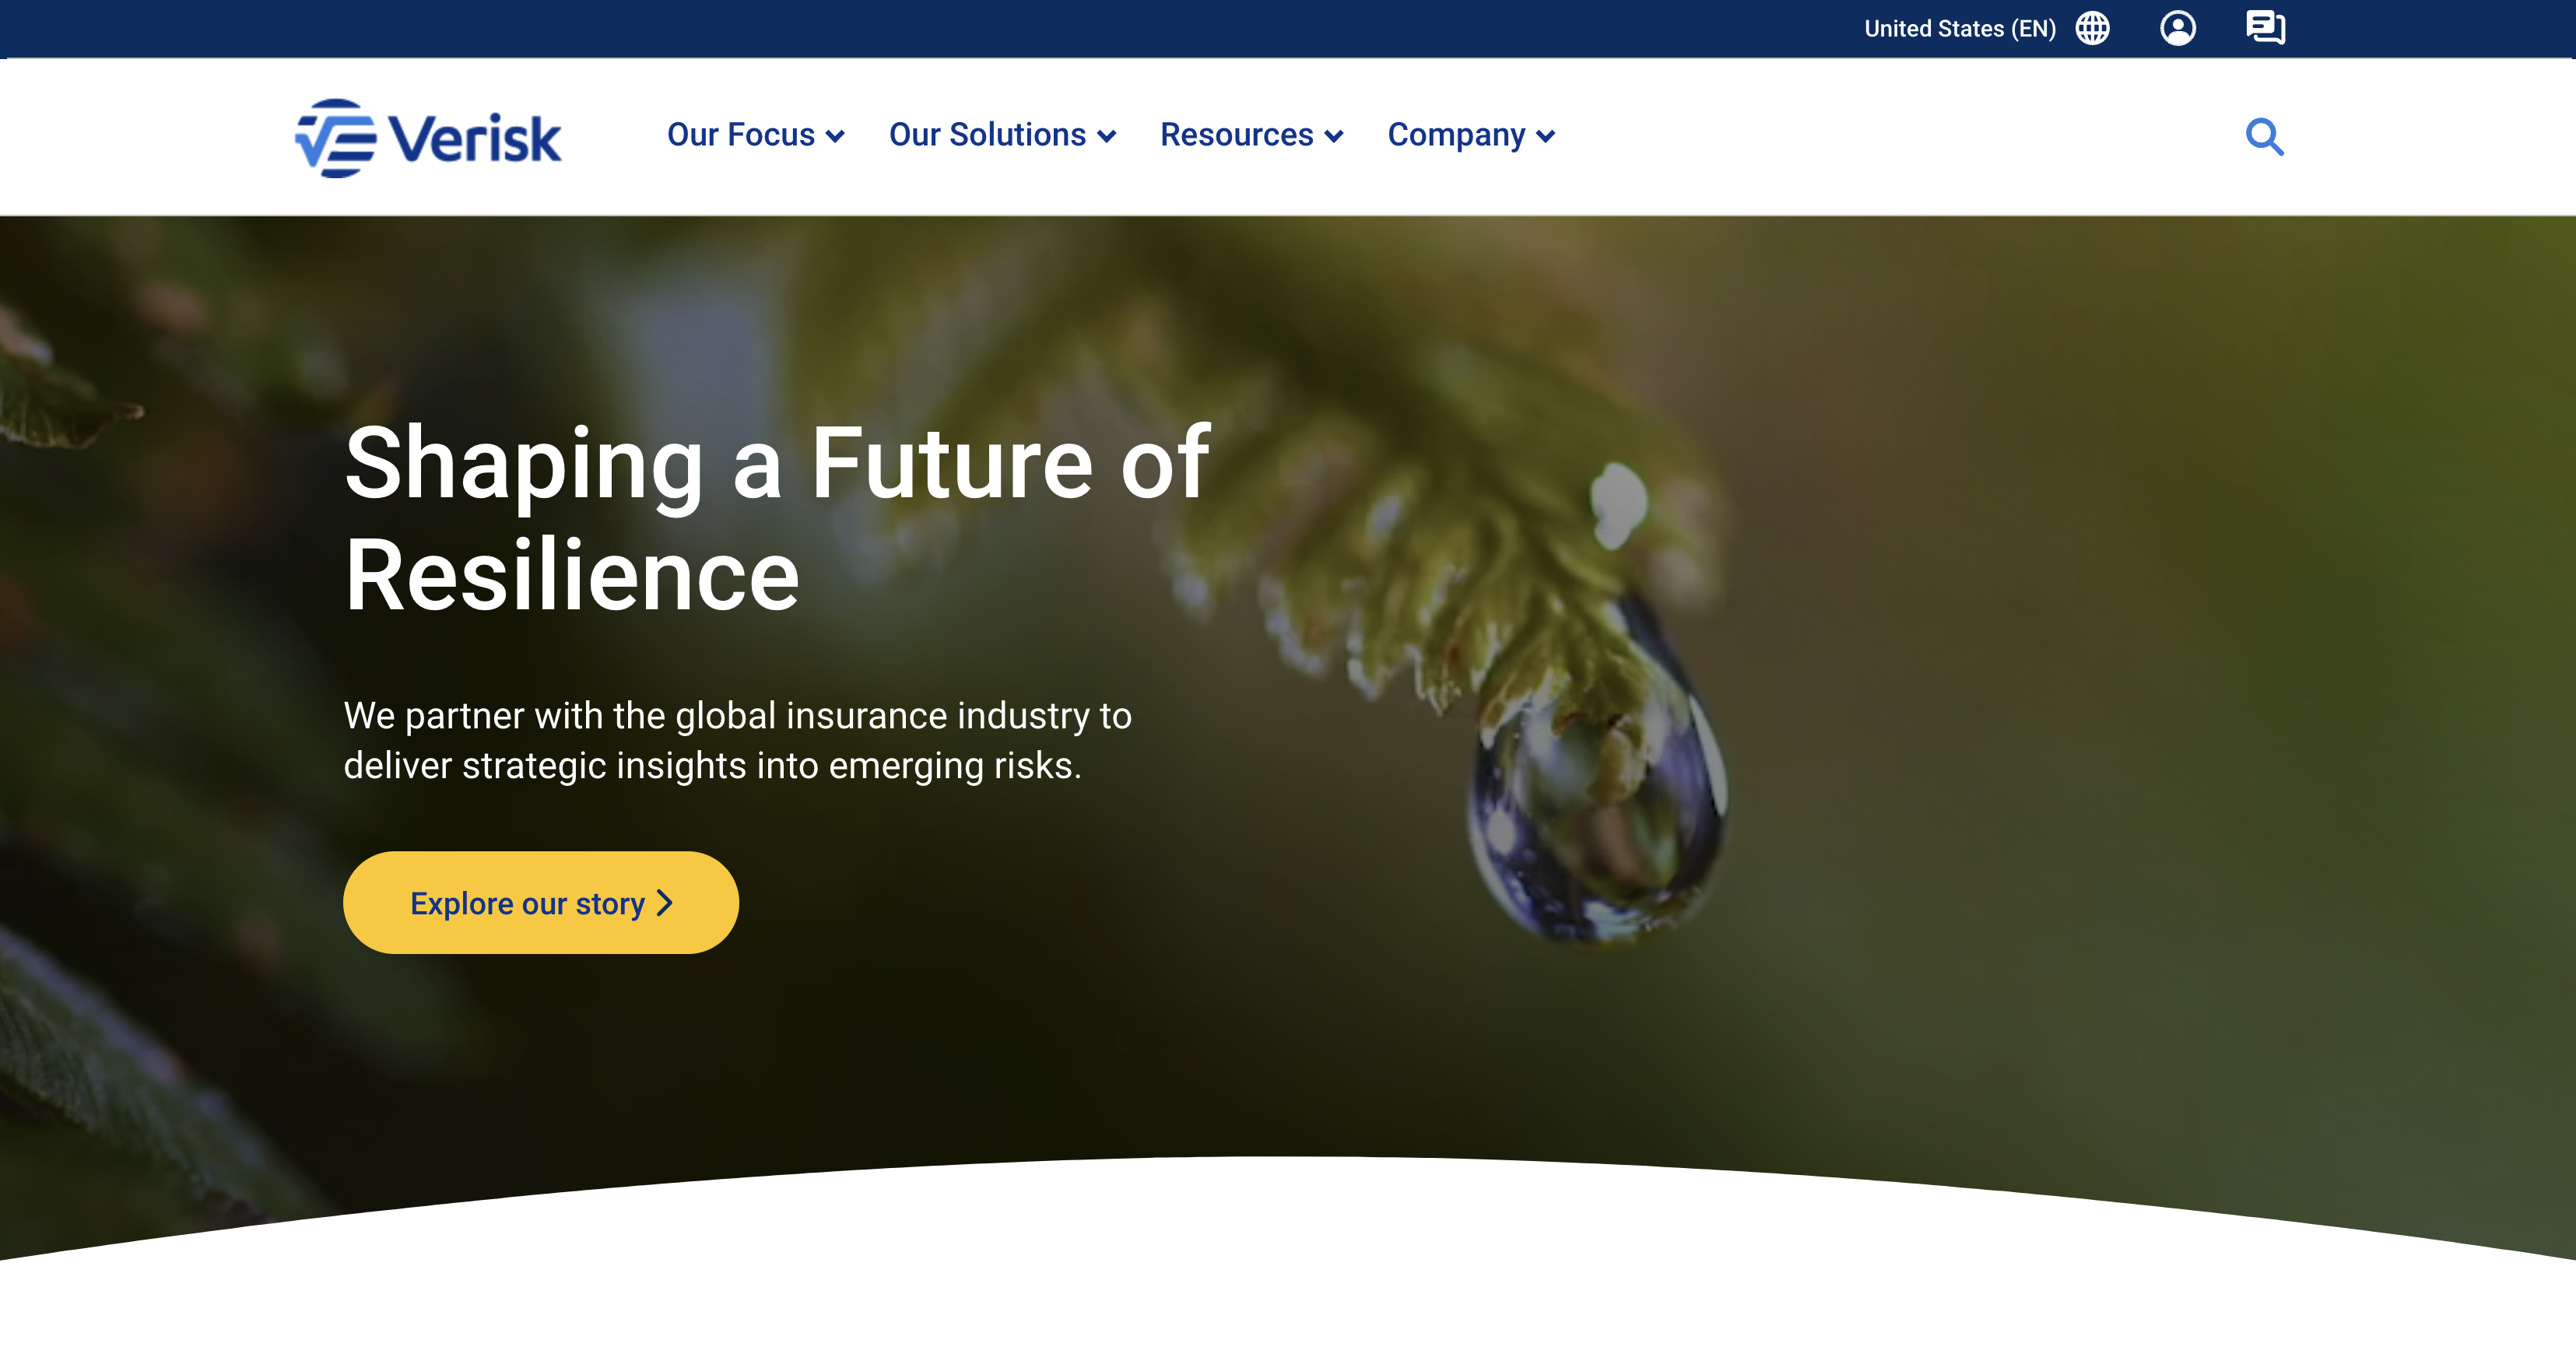 United States (EN)
Verisk
Our Focus
Our Solutions
Resources
Company
Shaping a Future of
Resilience
We partner with the global insurance industry to
deliver strategic insights into emerging risks.
Explore our story